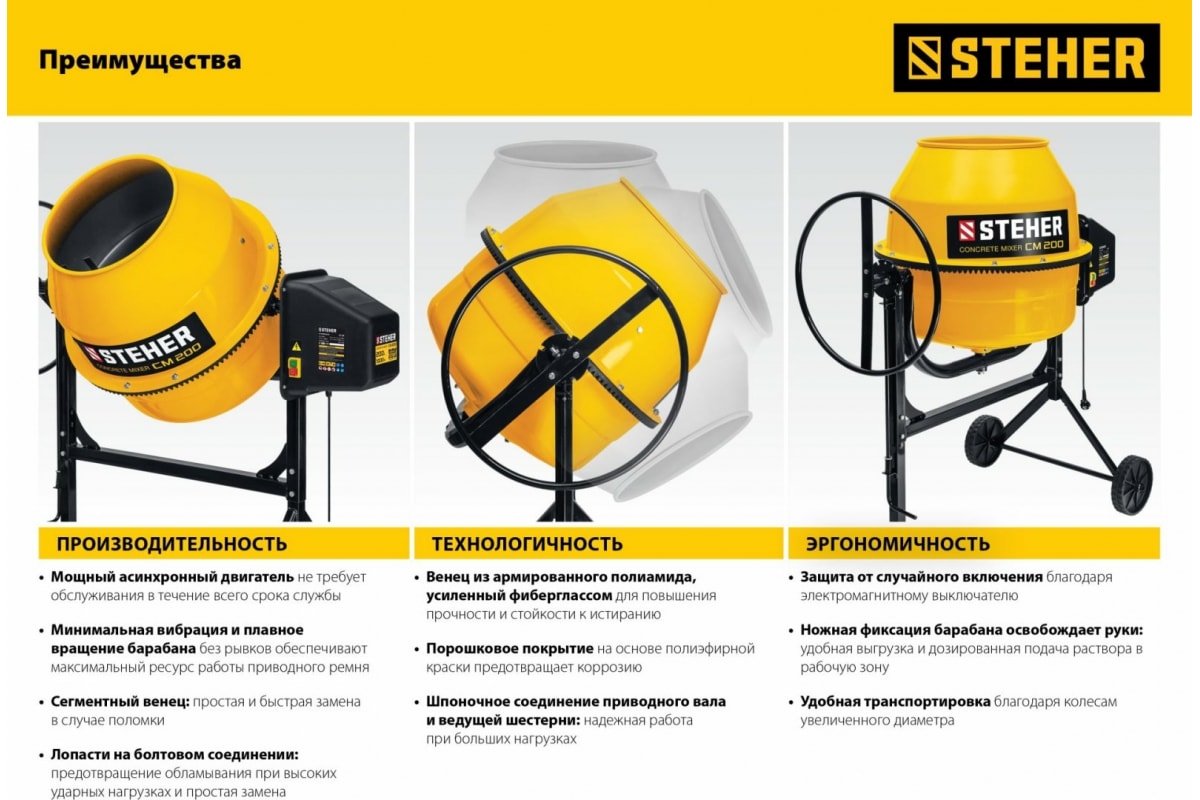 Преимущества
STEHER
STEHER
CONCRETE MIXER CM 200
STEHER
STEHER
STEHER
CONCRETE MIXER CM 200
ПРОИЗВОДИТЕЛЬНОСТЬ
• Мощный асинхронный двигатель не требует
обслуживания в течение всего срока службы
• Минимальная вибрация и плавное
вращение барабана без рывков обеспечивают
максимальный ресурс работы приводного ремня
• Сегментный венец: простая и быстрая замена
в случае поломки
• Лопасти на болтовом соединении:
предотвращение обламывания при высоких
ударных нагрузках и простая замена
ТЕХНОЛОГИЧНОСТЬ
• Венец из армированного полиамида,
усиленный фиберглассом для повышения
прочности и стойкости к истиранию
• Порошковое покрытие на основе полиэфирной
краски предотвращает коррозию
• Шпоночное соединение приводного вала
и ведущей шестерни: надежная работа
при больших нагрузках
ЭРГОНОМИЧНОСТЬ
• Защита от случайного включения благодаря
электромагнитному выключателю
• Ножная фиксация барабана освобождает руки:
удобная выгрузка и дозированная подача раствора в
рабочую зону
• Удобная транспортировка благодаря колесам
увеличенного диаметра